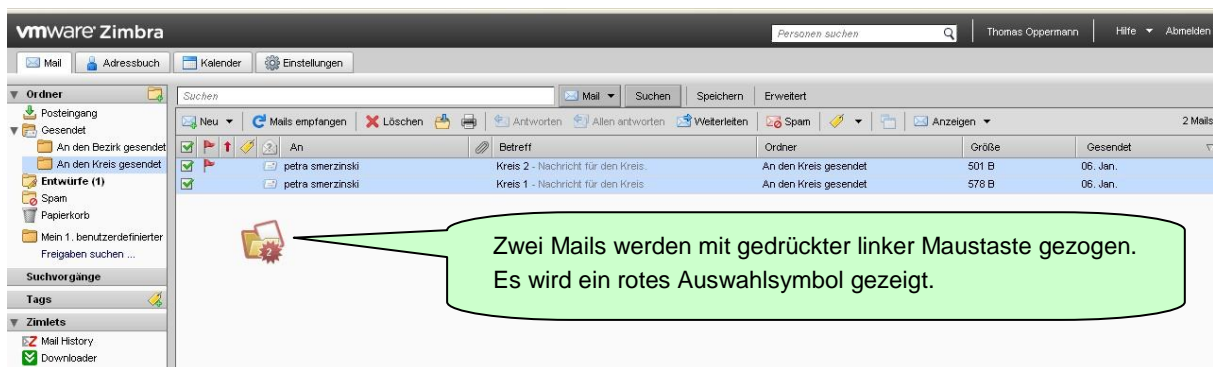 vmware Zimbra
Personen suchen
Thomas Oppermann
Hilfe
Abmelden
Mail
Adressbuch
Kalender
Einstellungen
Ordner
Posteingang
Gesendet
An den Bezirk gesendet
An den Kreis gesendet
Entwürfe (1)
Spam
Papierkorb
Mein 1. benutzerdefinierter
Freigaben suchen ...
Suchvorgänge
Tags
Zimlets
Mail History
Downloader
Suchen
Mail
Suchen
Speichern
Erweitert
Neu
Mails empfangen
Löschen
Antworten
Allen antworten
Weiterleiten
Spam
Anzeigen
2 Mails
An
Betreff
Ordner
Größe
Gesendet
petra smerzinski
Kreis 2 - Nachricht für den Kreis.
An den Kreis gesendet
501 B
06. Jan.
petra smerzinski
Kreis 1 - Nachricht für den Kreis
An den Kreis gesendet
578 B
06. Jan.
2
Zwei Mails werden mit gedrückter linker Maustaste gezogen.
Es wird ein rotes Auswahlsymbol gezeigt.